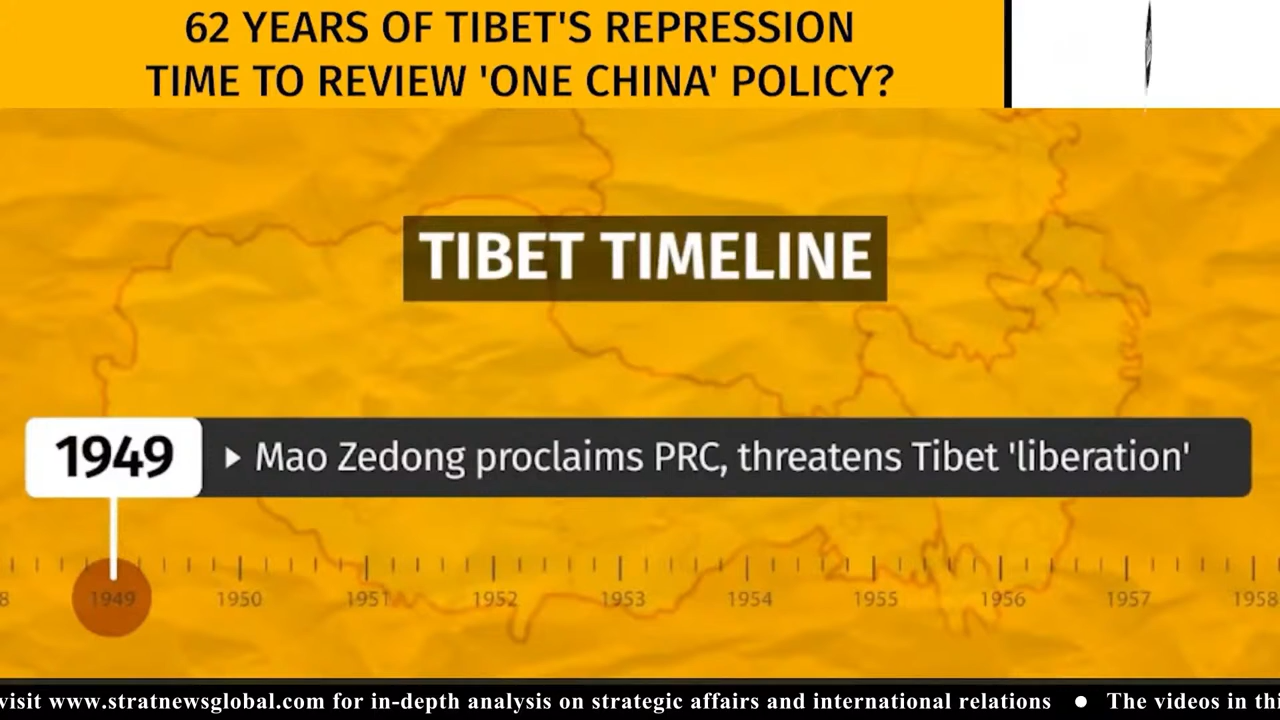 62 YEARS OF TIBET'S REPRESSION
TIME TO REVIEW 'ONE CHINA' POLICY?
TIBET TIMELINE
1949 Mao Zedong proclaims PRC, threatens Tibet 'liberation'
8 1949 1950 1951 1952 1953 1954 1955 1956 1957 1958
visit www.stratnewsglobal.com for in-depth analysis on strategic affairs and international relations ● The videos in thi